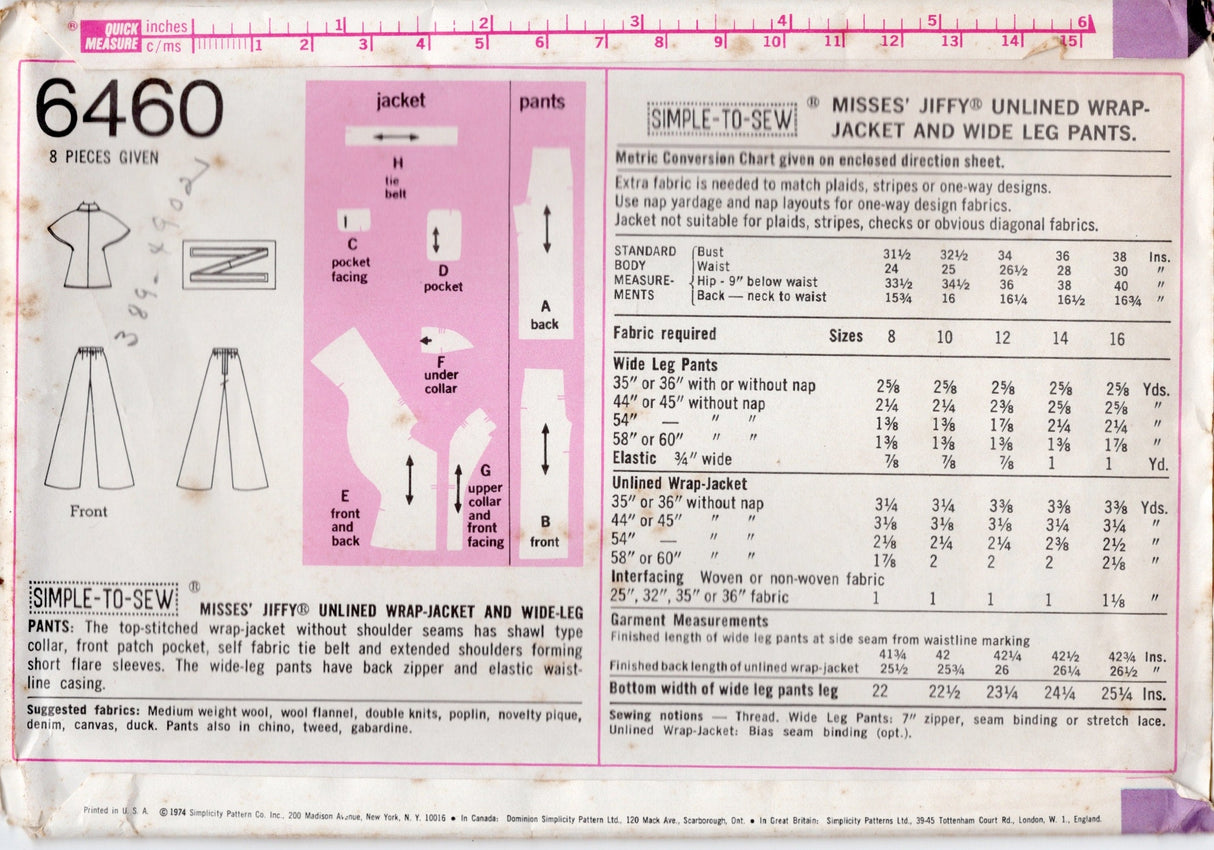 ® QUICK MEASURE inches 1 2 3 4 5 6
c/ms 1 2 3 4 5 6 7 8 9 10 11 12 13 14 15
6460
8 PIECES GIVEN
389-4902
Front
jacket
pants
H
tie
belt
C
pocket
facing
D
pocket
A
back
F
under
collar
E
front
and
back
G
upper
collar
and
front
facing
B
front
SIMPLE-TO-SEW ® MISSES' JIFFY® UNLINED WRAP-JACKET AND WIDE-LEG
PANTS: The top-stitched wrap-jacket without shoulder seams has shawl type
collar, front patch pocket, self fabric tie belt and extended shoulders forming
short flare sleeves. The wide-leg pants have back zipper and elastic waist-
line casing.
Suggested fabrics: Medium weight wool, wool flannel, double knits, poplin, novelty pique,
denim, canvas, duck. Pants also in chino, tweed, gabardine.
SIMPLE-TO-SEW ® MISSES' JIFFY® UNLINED WRAP-
JACKET AND WIDE LEG PANTS.
Metric Conversion Chart given on enclosed direction sheet.
Extra fabric is needed to match plaids, stripes or one-way designs.
Use nap yardage and nap layouts for one-way design fabrics.
Jacket not suitable for plaids, stripes, checks or obvious diagonal fabrics.
STANDARD Bust 31½ 32½ 34 36 38 Ins.
BODY Waist 24 25 26½ 28 30 "
MEASURE- Hip - 9" below waist 33½ 34½ 36 38 40 "
MENTS Back — neck to waist 15¾ 16 16¼ 16½ 16¾ "
Fabric required Sizes 8 10 12 14 16
Wide Leg Pants
35" or 36" with or without nap 2⅝ 2⅝ 2⅝ 2⅝ 2⅝ Yds.
44" or 45" without nap 2¼ 2¼ 2⅜ 2⅝ 2⅝ "
54" — " " 1⅜ 1⅜ 1⅞ 2¼ 2¼ "
58" or 60" " " 1⅜ 1⅜ 1⅜ 1⅜ 1⅞ "
Elastic ¾" wide ⅞ ⅞ ⅞ 1 1 Yd.
Unlined Wrap-Jacket
35" or 36" without nap 3¼ 3¼ 3⅜ 3⅜ 3⅜ Yds.
44" or 45" " " 3⅛ 3⅛ 3⅛ 3¼ 3¼ "
54" — " " 2⅛ 2¼ 2¼ 2⅜ 2½ "
58" or 60" " " 1⅞ 2 2 2 2⅛ "
Interfacing Woven or non-woven fabric
25", 32", 35" or 36" fabric 1 1 1 1 1⅛ "
Garment Measurements
Finished length of wide leg pants at side seam from waistline marking
41¾ 42 42¼ 42½ 42¾ Ins.
Finished back length of unlined wrap-jacket 25½ 25¾ 26 26¼ 26½ "
Bottom width of wide leg pants leg 22 22½ 23¼ 24¼ 25¼ Ins.
Sewing notions — Thread. Wide Leg Pants: 7" zipper, seam binding or stretch lace.
Unlined Wrap-Jacket: Bias seam binding (opt.).
Printed in U. S. A. © 1974 Simplicity Pattern Co. Inc., 200 Madison Avenue, New York, N. Y. 10016 • In Canada: Dominion Simplicity Pattern Ltd., 120 Mack Ave., Scarborough, Ont. • In Great Britain: Simplicity Patterns Ltd., 39-45 Tottenham Court Rd., London, W. 1., England.